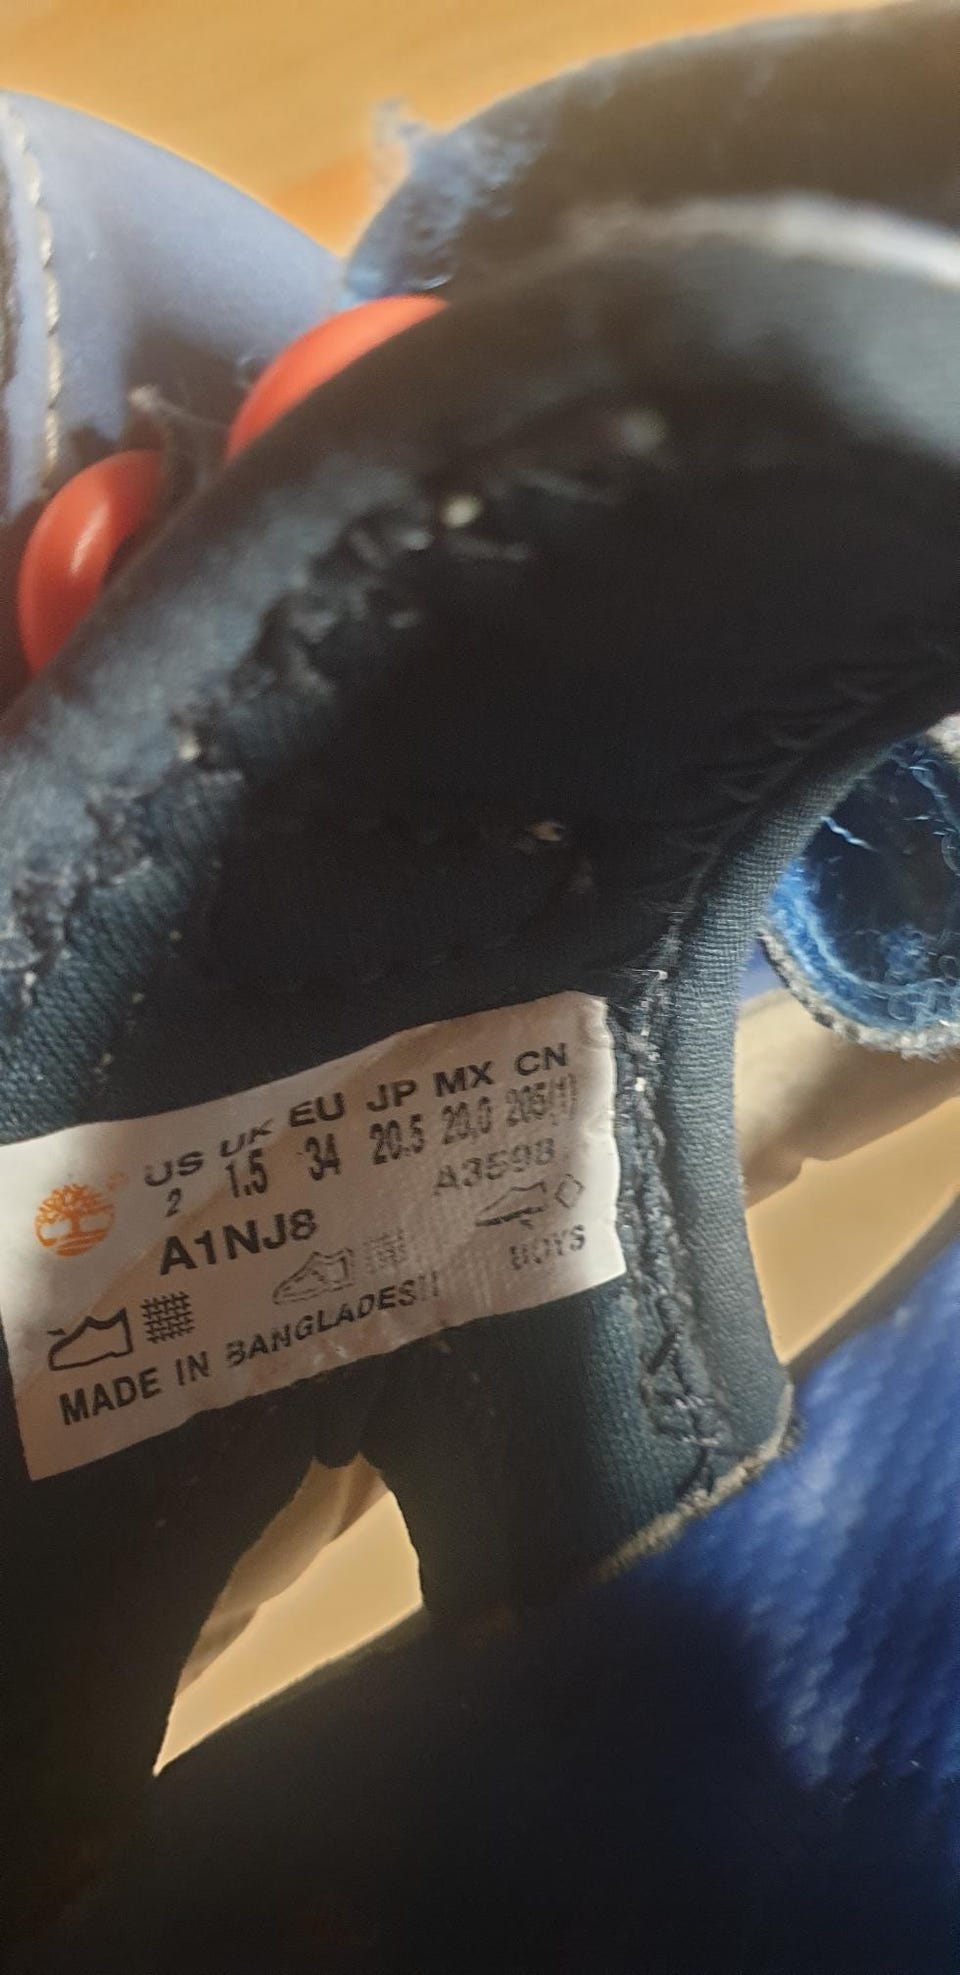 US UK EU JP MX CN
2 1.5 34 20.5 20.0 205(1)
A1NJ8 A3598
BOYS
MADE IN BANGLADESH